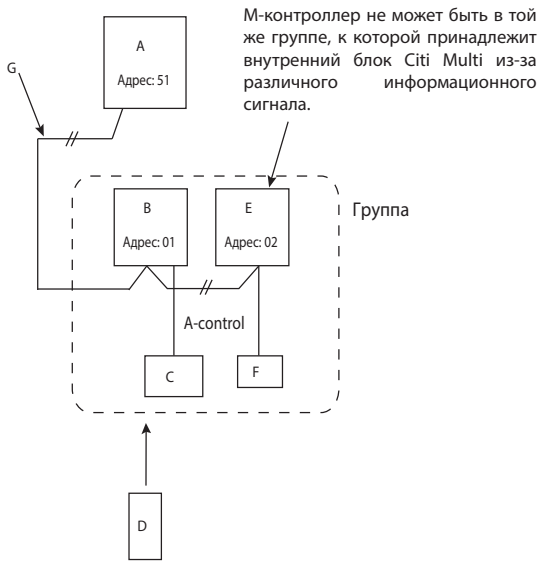 М-контроллер не может быть в той
же группе, к которой принадлежит
внутренний блок Citi Multi из-за
различного информационного
сигнала.
A
Адрес: 51
G
B
Адрес: 01
E
Адрес: 02
Группа
A-control
C
F
D